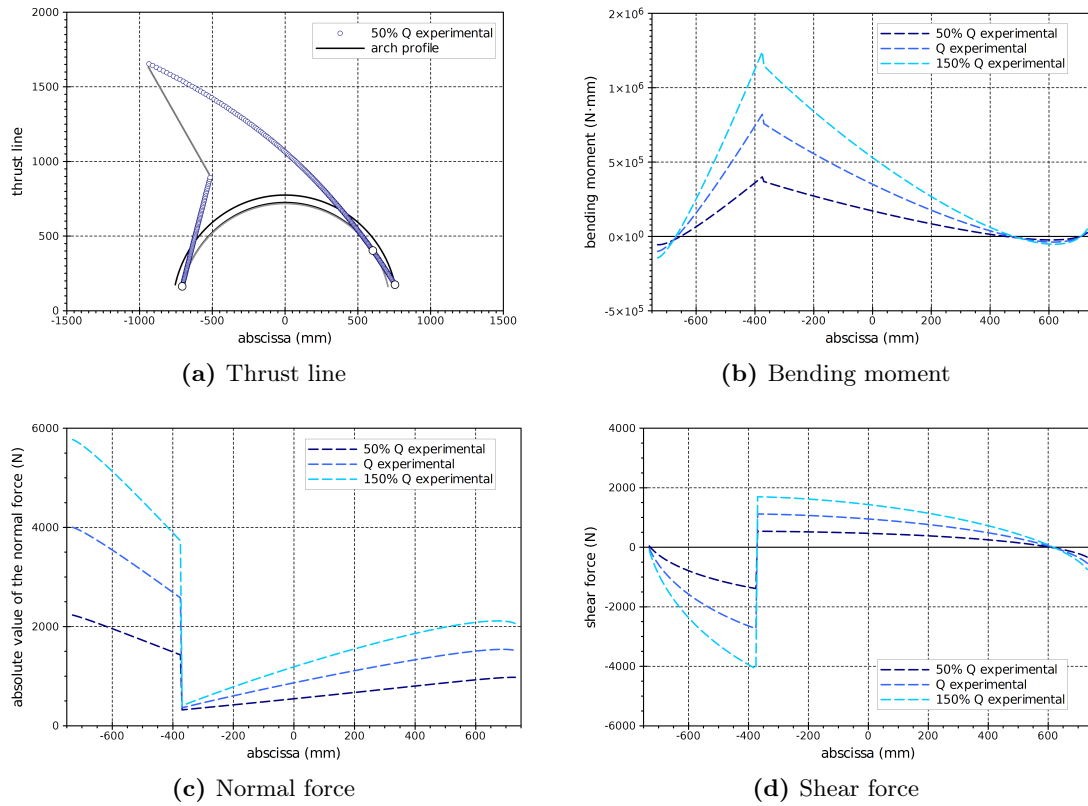 50% Q experimental
arch profile
thrust line
2000
1500
1000
500
0
-1500 -1000 -500 0 500 1000 1500
abscissa (mm)
(a) Thrust line
50% Q experimental
Q experimental
150% Q experimental
bending moment (N·mm)
2×10⁶
1×10⁶
5×10⁵
0×10⁰
-5×10⁵
-600 -400 -200 0 200 400 600
abscissa (mm)
(b) Bending moment
50% Q experimental
Q experimental
150% Q experimental
absolute value of the normal force (N)
6000
4000
2000
0
-600 -400 -200 0 200 400 600
abscissa (mm)
(c) Normal force
shear force (N)
4000
2000
0
-2000
-4000
-6000
50% Q experimental
Q experimental
150% Q experimental
-600 -400 -200 0 200 400 600
abscissa (mm)
(d) Shear force